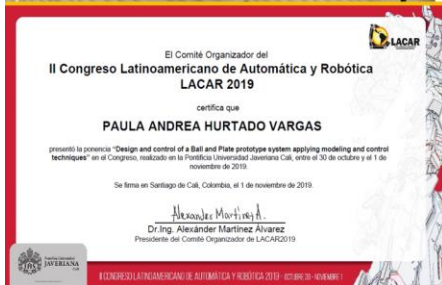 LACAR
El Comité Organizador del
II Congreso Latinoamericano de Automática y Robótica
LACAR 2019
certifica que
PAULA ANDREA HURTADO VARGAS
presentó la ponencia "Design and control of a Ball and Plate prototype system applying modeling and control
techniques" en el Congreso, realizado en la Pontificia Universidad Javeriana Cali, entre el 30 de octubre y el 1 de
noviembre de 2019.
Se firma en Santiago de Cali, Colombia, el 1 de noviembre de 2019.
Alexander Martínez A.
Dr.Ing. Alexánder Martínez Álvarez
Presidente del Comité Organizador de LACAR2019
Pontificia Universidad
JAVERIANA
Cali
II CONGRESO LATINOAMERICANO DE AUTOMÁTICA Y ROBÓTICA 2019 - OCTUBRE 30 - NOVIEMBRE 1